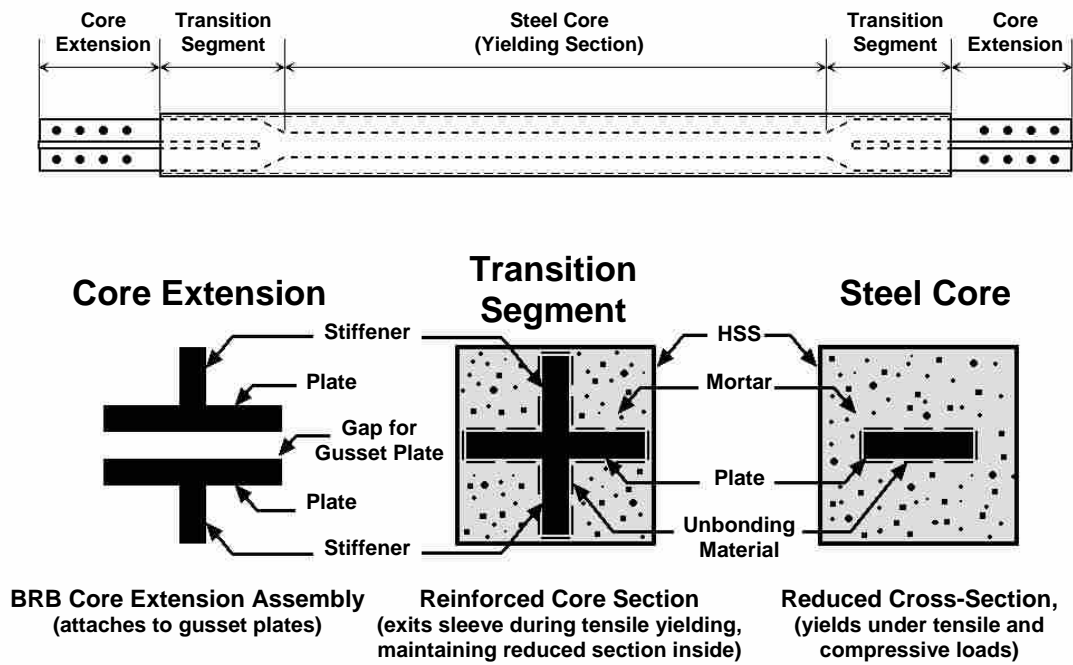 Core
Extension
Transition
Segment
Steel Core
(Yielding Section)
Transition
Segment
Core
Extension
Core Extension
Transition
Segment
Steel Core
Stiffener
Plate
Gap for
Gusset Plate
Plate
Stiffener
HSS
Mortar
Plate
Unbonding
Material
BRB Core Extension Assembly
(attaches to gusset plates)
Reinforced Core Section
(exits sleeve during tensile yielding,
maintaining reduced section inside)
Reduced Cross-Section,
(yields under tensile and
compressive loads)